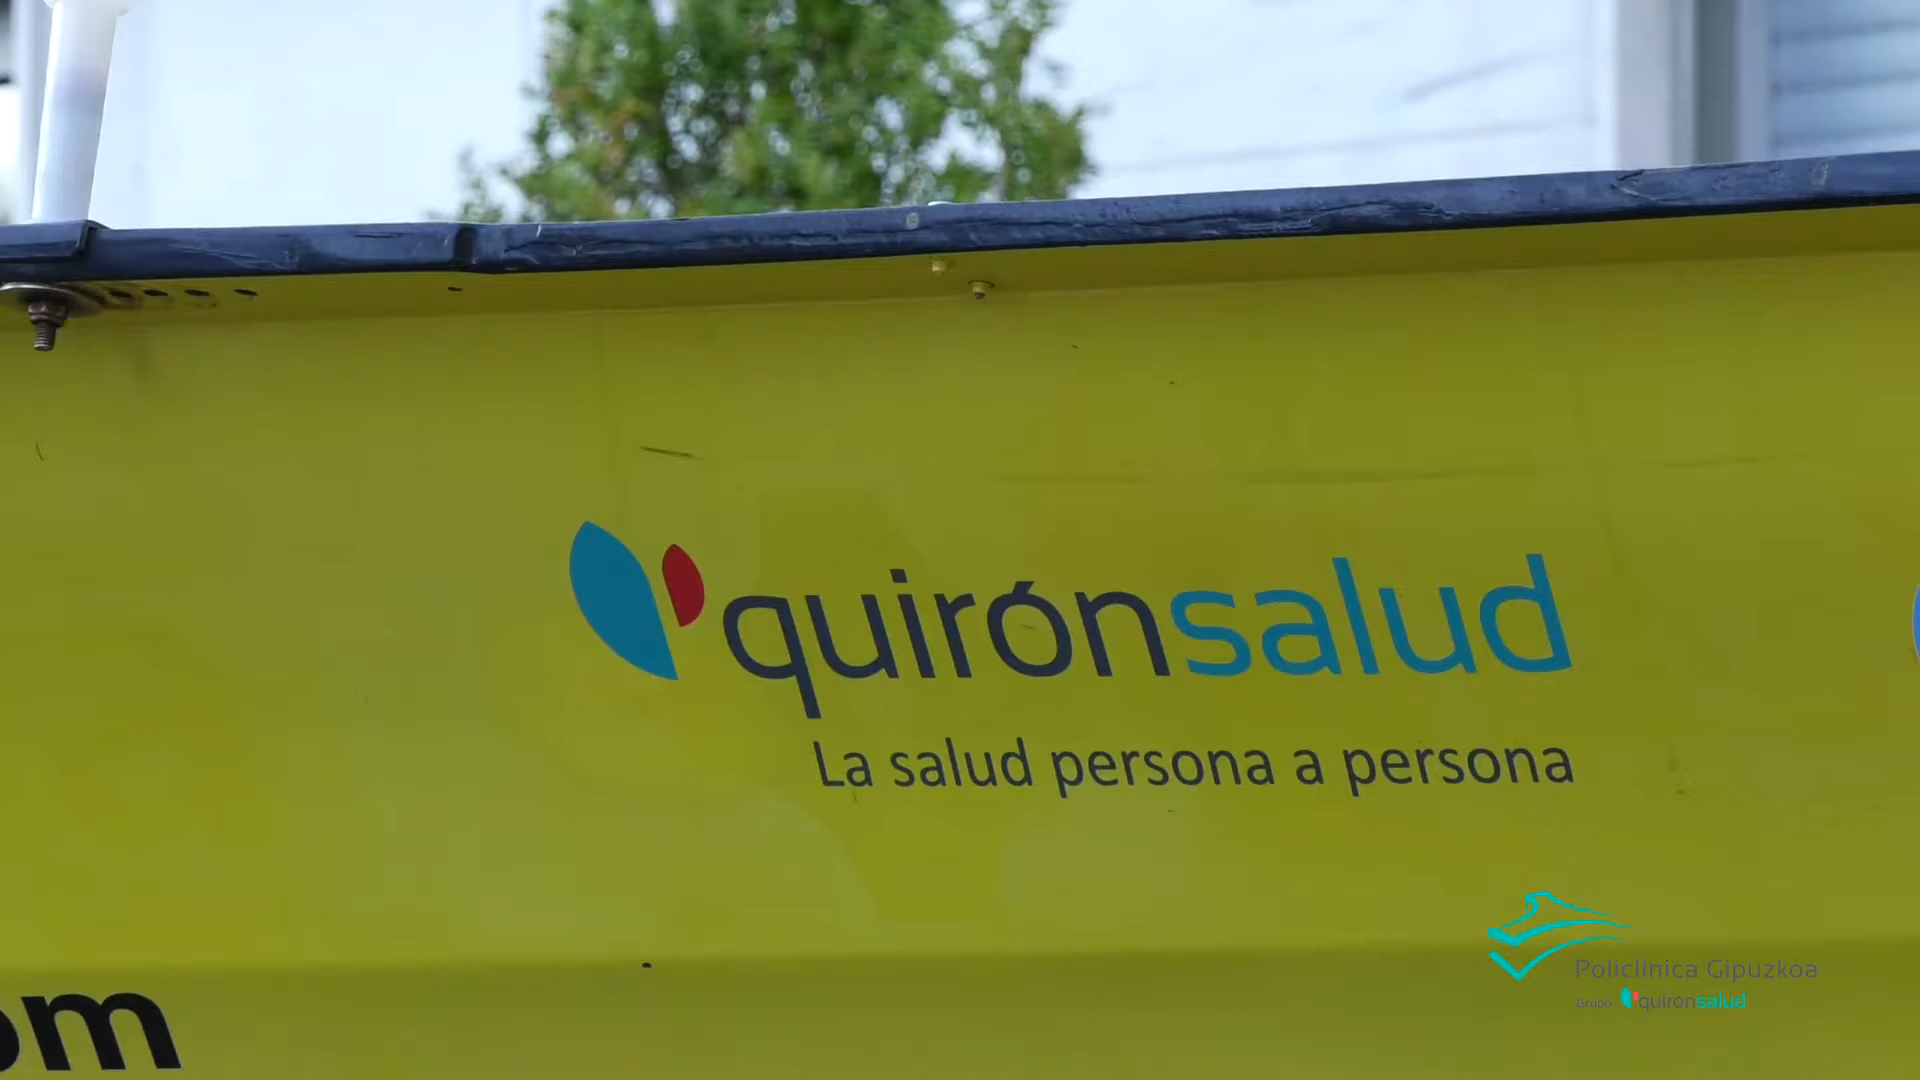 quirónsalud
La salud persona a persona
Policlínica Gipuzkoa
Grupo quirónsalud
om